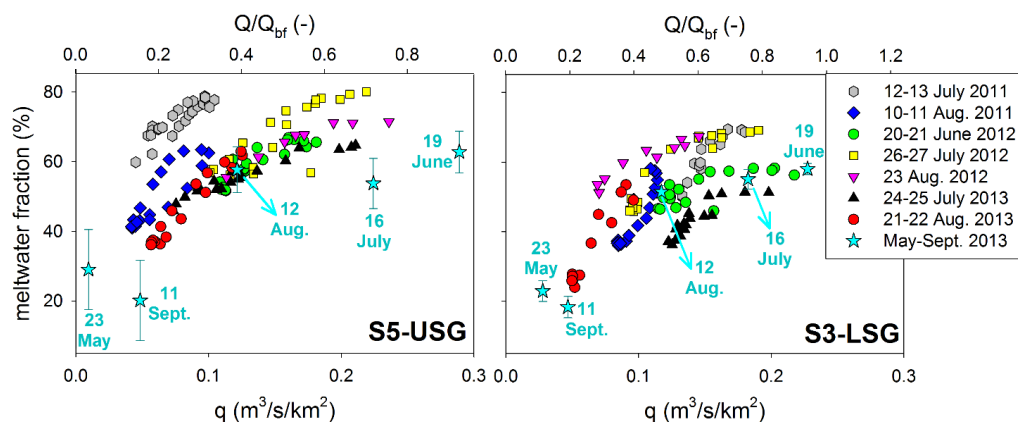 Q/Q_bf (-)
0.0 0.2 0.4 0.6 0.8
meltwater fraction (%)
80
60
40
20
23
May
11
Sept.
12
Aug.
16
July
19
June
S5-USG
0.0 0.1 0.2 0.3
q (m³/s/km²)
Q/Q_bf (-)
0.0 0.2 0.4 0.6 0.8 1.0
23
May
11
Sept.
12
Aug.
16
July
19
June
S3-LSG
0.0 0.1 0.2 0.3
q (m³/s/km²)
12-13 July 2011
10-11 Aug. 2011
20-21 June 2012
26-27 July 2012
23 Aug. 2012
24-25 July 2013
21-22 Aug. 2013
May-Sept. 2013